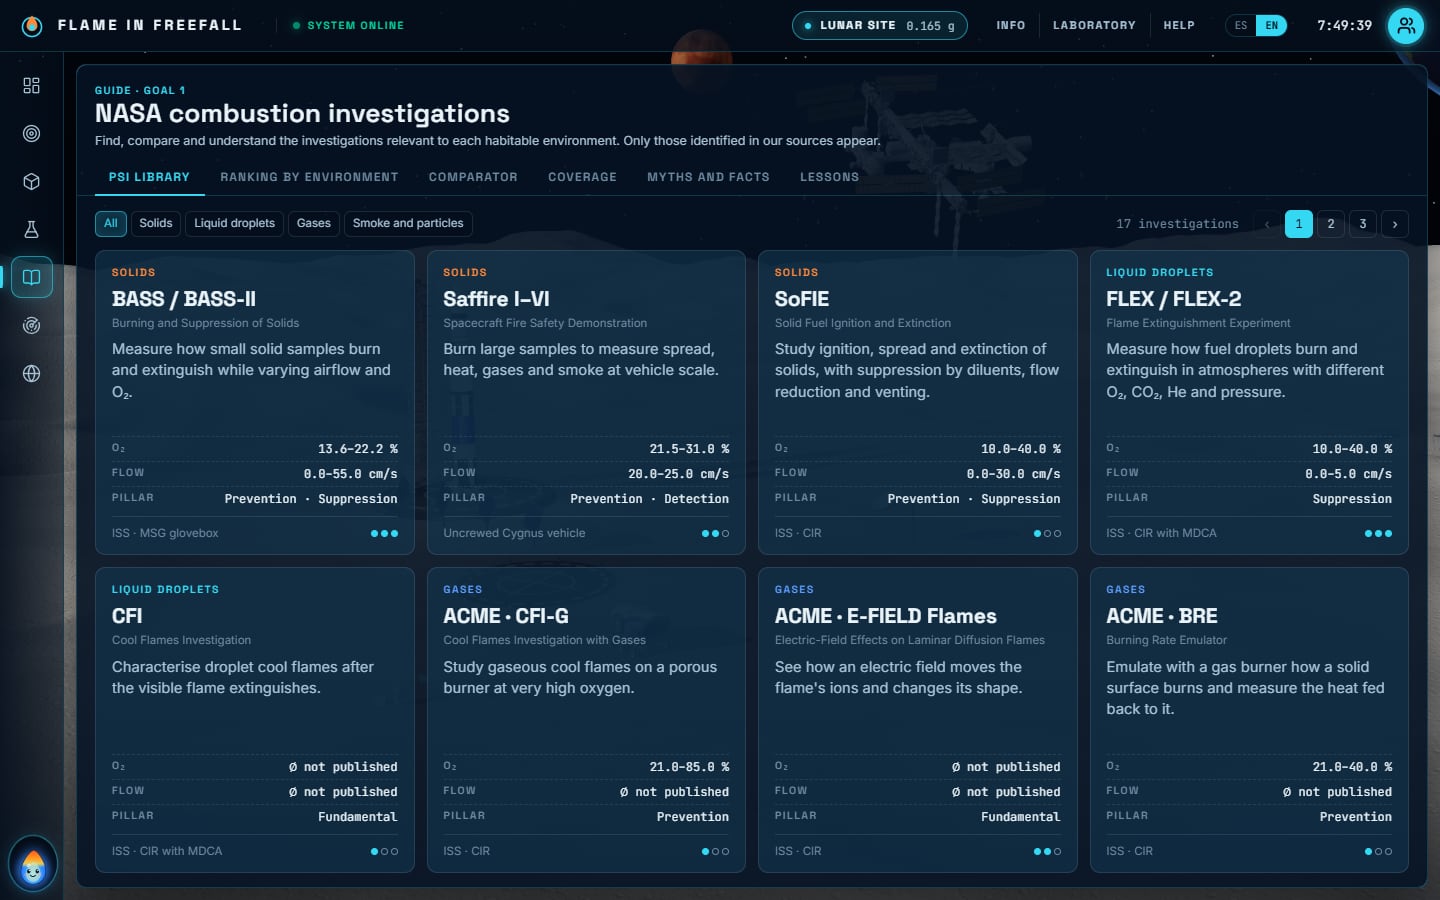 FLAME IN FREEFALL
SYSTEM ONLINE
LUNAR SITE 0.165 g
INFO
LABORATORY
HELP
ES EN
7:49:39
GUIDE · GOAL 1
NASA combustion investigations
Find, compare and understand the investigations relevant to each habitable environment. Only those identified in our sources appear.
PSI LIBRARY
RANKING BY ENVIRONMENT
COMPARATOR
COVERAGE
MYTHS AND FACTS
LESSONS
All
Solids
Liquid droplets
Gases
Smoke and particles
17 investigations
‹ 1 2 3 ›
SOLIDS
BASS / BASS-II
Burning and Suppression of Solids
Measure how small solid samples burn
and extinguish while varying airflow and
O₂.
O₂ 13.6–22.2 %
FLOW 0.0–55.0 cm/s
PILLAR Prevention · Suppression
ISS · MSG glovebox
SOLIDS
Saffire I–VI
Spacecraft Fire Safety Demonstration
Burn large samples to measure spread,
heat, gases and smoke at vehicle scale.
O₂ 21.5–31.0 %
FLOW 20.0–25.0 cm/s
PILLAR Prevention · Detection
Uncrewed Cygnus vehicle
SOLIDS
SoFIE
Solid Fuel Ignition and Extinction
Study ignition, spread and extinction of
solids, with suppression by diluents, flow
reduction and venting.
O₂ 10.0–40.0 %
FLOW 0.0–30.0 cm/s
PILLAR Prevention · Suppression
ISS · CIR
LIQUID DROPLETS
FLEX / FLEX-2
Flame Extinguishment Experiment
Measure how fuel droplets burn and
extinguish in atmospheres with different
O₂, CO₂, He and pressure.
O₂ 10.0–40.0 %
FLOW 0.0–5.0 cm/s
PILLAR Suppression
ISS · CIR with MDCA
LIQUID DROPLETS
CFI
Cool Flames Investigation
Characterise droplet cool flames after
the visible flame extinguishes.
O₂ Ø not published
FLOW Ø not published
PILLAR Fundamental
ISS · CIR with MDCA
GASES
ACME · CFI-G
Cool Flames Investigation with Gases
Study gaseous cool flames on a porous
burner at very high oxygen.
O₂ 21.0–85.0 %
FLOW Ø not published
PILLAR Prevention
ISS · CIR
GASES
ACME · E-FIELD Flames
Electric-Field Effects on Laminar Diffusion Flames
See how an electric field moves the
flame's ions and changes its shape.
O₂ Ø not published
FLOW Ø not published
PILLAR Fundamental
ISS · CIR
GASES
ACME · BRE
Burning Rate Emulator
Emulate with a gas burner how a solid
surface burns and measure the heat fed
back to it.
O₂ 21.0–40.0 %
FLOW Ø not published
PILLAR Prevention
ISS · CIR